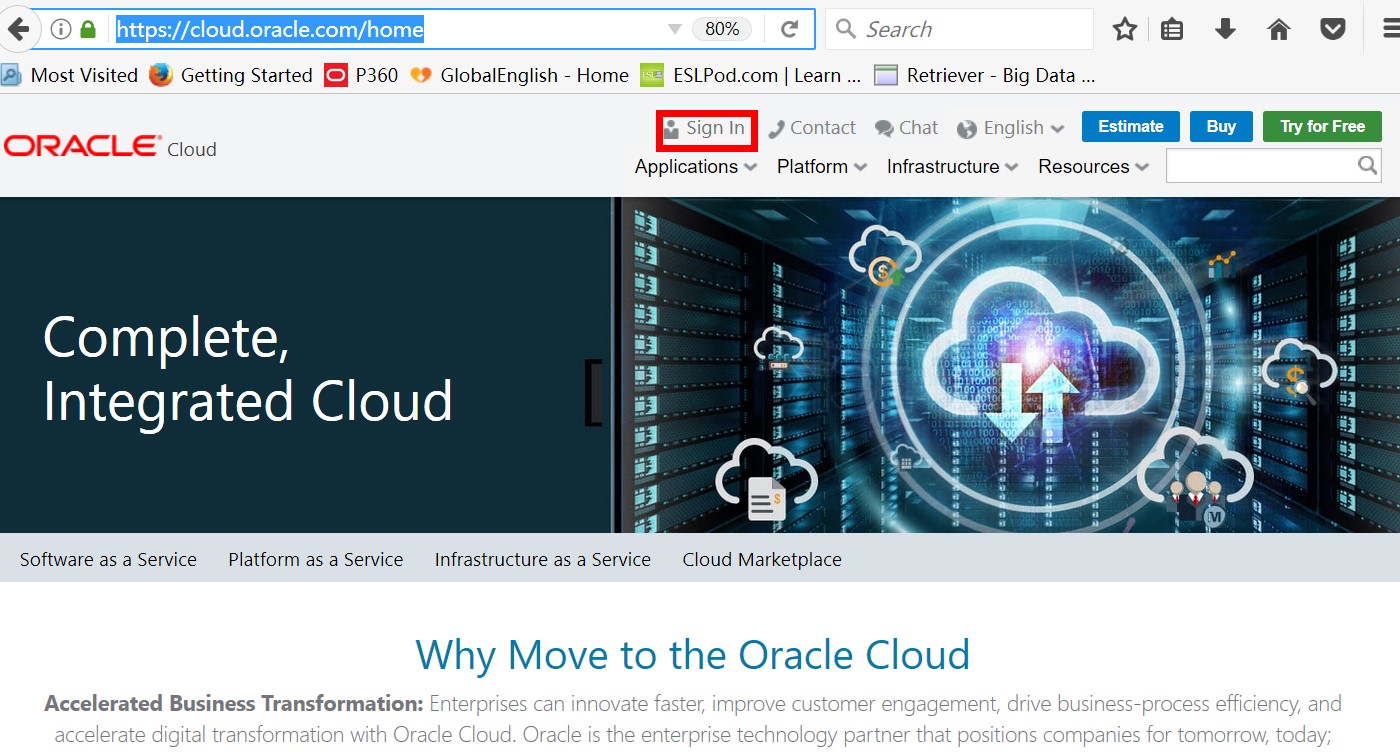 https://cloud.oracle.com/home 80% Search
Most Visited Getting Started P360 GlobalEnglish - Home ESLPod.com | Learn ... Retriever - Big Data ...
Sign In Contact Chat English Estimate Buy Try for Free
ORACLE Cloud
Applications Platform Infrastructure Resources
Complete,
Integrated Cloud
Software as a Service Platform as a Service Infrastructure as a Service Cloud Marketplace
Why Move to the Oracle Cloud
Accelerated Business Transformation: Enterprises can innovate faster, improve customer engagement, drive business-process efficiency, and
accelerate digital transformation with Oracle Cloud. Oracle is the enterprise technology partner that positions companies for tomorrow, today;